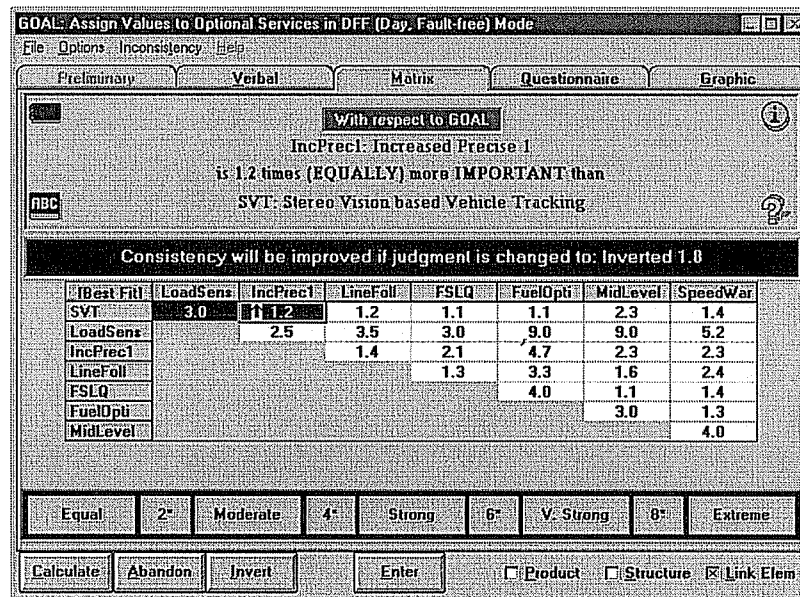 GOAL: Assign Values to Optional Services in DFF (Day, Fault-free) Mode
File Options Inconsistency Help
Preliminary Verbal Matrix Questionnaire Graphic
With respect to GOAL
IncPrec1: Increased Precise 1
is 1.2 times (EQUALLY) more IMPORTANT than
ABC
SVT: Stereo Vision based Vehicle Tracking
Consistency will be improved if judgment is changed to: Inverted 1.8
[Best Fit] LoadSens IncPrec1 LineFoll FSLQ FuelOpti MidLevel SpeedWar
SVT 3.0 ↑ 1.2 1.2 1.1 1.1 2.3 1.4
LoadSens 2.5 3.5 3.0 9.0 9.0 5.2
IncPrec1 1.4 2.1 4.7 2.3 2.3
LineFoll 1.3 3.3 1.6 2.4
FSLQ 4.0 1.1 1.4
FuelOpti 3.0 1.3
MidLevel 4.0
Equal 2" Moderate 4" Strong 6" V. Strong 8" Extreme
Calculate Abandon Invert Enter Product Structure Link Elem